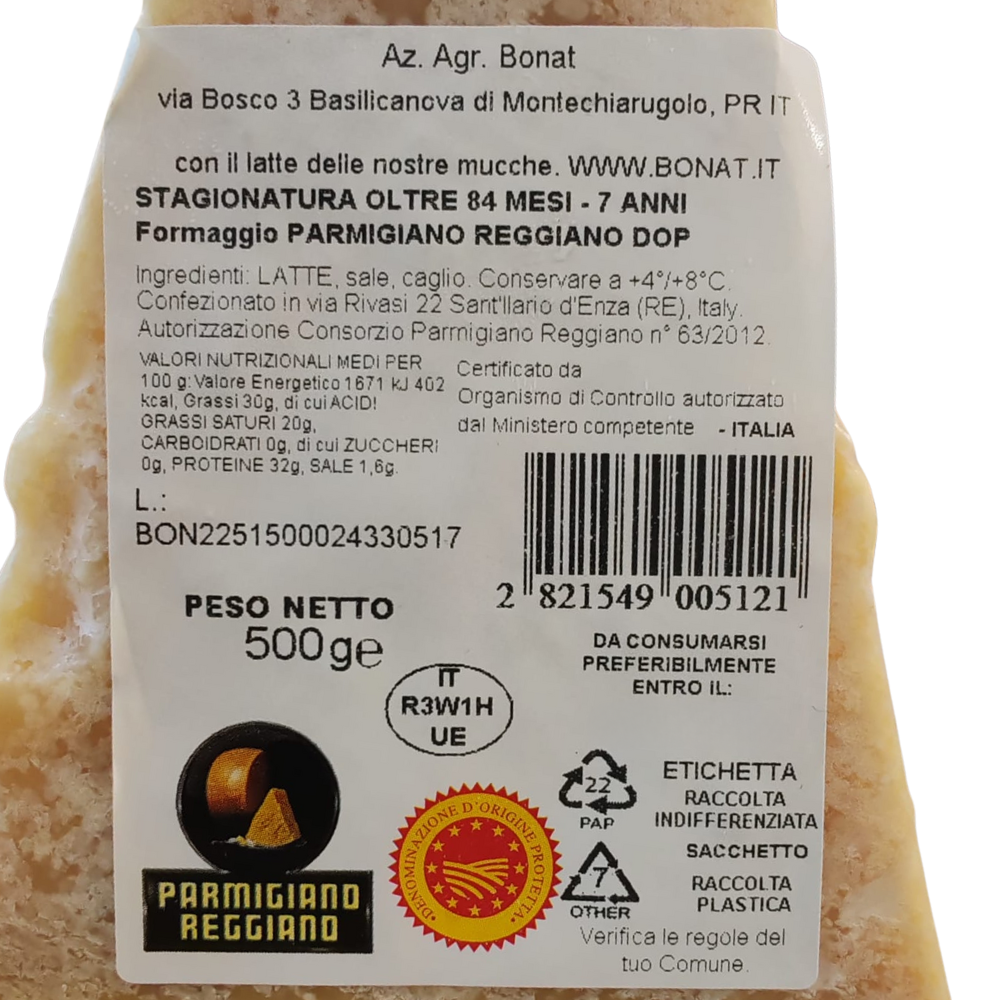 Az. Agr. Bonat
via Bosco 3 Basilicanova di Montechiarugolo, PR IT
con il latte delle nostre mucche. WWW.BONAT.IT
STAGIONATURA OLTRE 84 MESI - 7 ANNI
Formaggio PARMIGIANO REGGIANO DOP
Ingredienti: LATTE, sale, caglio. Conservare a +4°/+8°C.
Confezionato in via Rivasi 22 Sant'Ilario d'Enza (RE), Italy.
Autorizzazione Consorzio Parmigiano Reggiano n° 63/2012.
VALORI NUTRIZIONALI MEDI PER
100 g: Valore Energetico 1671 kJ 402
kcal, Grassi 30g, di cui ACIDI
GRASSI SATURI 20g,
CARBOIDRATI 0g, di cui ZUCCHERI
0g, PROTEINE 32g, SALE 1,6g.
Certificato da
Organismo di Controllo autorizzato
dal Ministero competente - ITALIA
L.:
BON2251500024330517
2 821549 005121
PESO NETTO
500g e
DA CONSUMARSI
PREFERIBILMENTE
ENTRO IL:
IT
R3W1H
UE
PARMIGIANO
REGGIANO
DENOMINAZIONE D'ORIGINE PROTETTA
22
PAP
ETICHETTA
RACCOLTA
INDIFFERENZIATA
7
OTHER
SACCHETTO
RACCOLTA
PLASTICA
Verifica le regole del
tuo Comune.